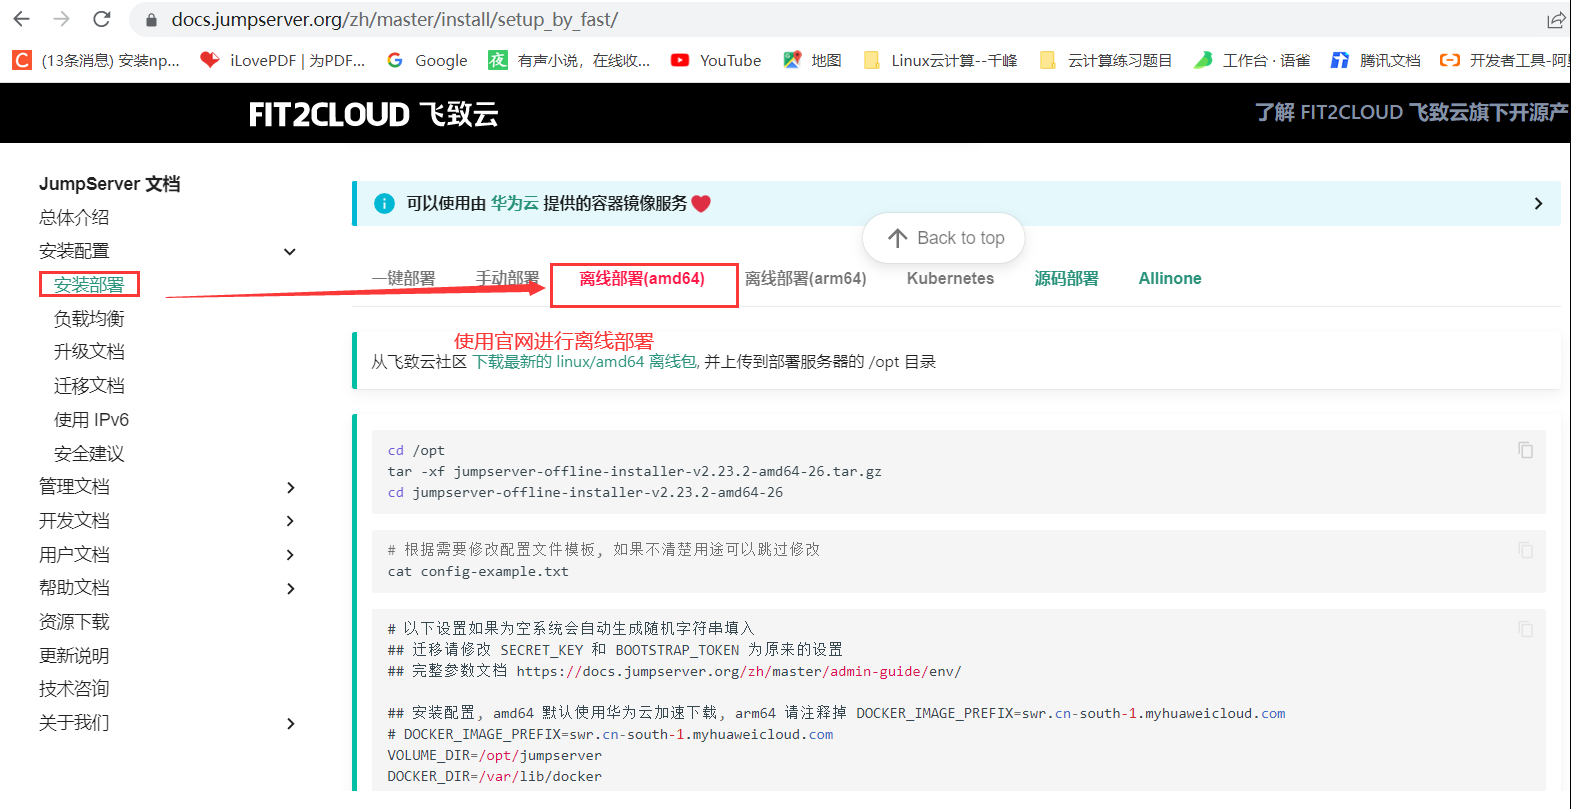 docs.jumpserver.org/zh/master/install/setup_by_fast/
(13条消息) 安装np... iLovePDF | 为PDF... Google 有声小说，在线收... YouTube 地图 Linux云计算--千峰 云计算练习题目 工作台 · 语雀 腾讯文档 开发者工具-阿
FIT2CLOUD 飞致云
了解 FIT2CLOUD 飞致云旗下开源产
JumpServer 文档
总体介绍
安装配置
安装部署
负载均衡
升级文档
迁移文档
使用 IPv6
安全建议
管理文档
开发文档
用户文档
帮助文档
资源下载
更新说明
技术咨询
关于我们
可以使用由 华为云 提供的容器镜像服务
Back to top
一键部署 手动部署 离线部署(amd64) 离线部署(arm64) Kubernetes 源码部署 Allinone
使用官网进行离线部署
从飞致云社区 下载最新的 linux/amd64 离线包, 并上传到部署服务器的 /opt 目录
cd /opt
tar -xf jumpserver-offline-installer-v2.23.2-amd64-26.tar.gz
cd jumpserver-offline-installer-v2.23.2-amd64-26
# 根据需要修改配置文件模板, 如果不清楚用途可以跳过修改
cat config-example.txt
# 以下设置如果为空系统会自动生成随机字符串填入
## 迁移请修改 SECRET_KEY 和 BOOTSTRAP_TOKEN 为原来的设置
## 完整参数文档 https://docs.jumpserver.org/zh/master/admin-guide/env/
## 安装配置, amd64 默认使用华为云加速下载, arm64 请注释掉 DOCKER_IMAGE_PREFIX=swr.cn-south-1.myhuaweicloud.com
# DOCKER_IMAGE_PREFIX=swr.cn-south-1.myhuaweicloud.com
VOLUME_DIR=/opt/jumpserver
DOCKER_DIR=/var/lib/docker